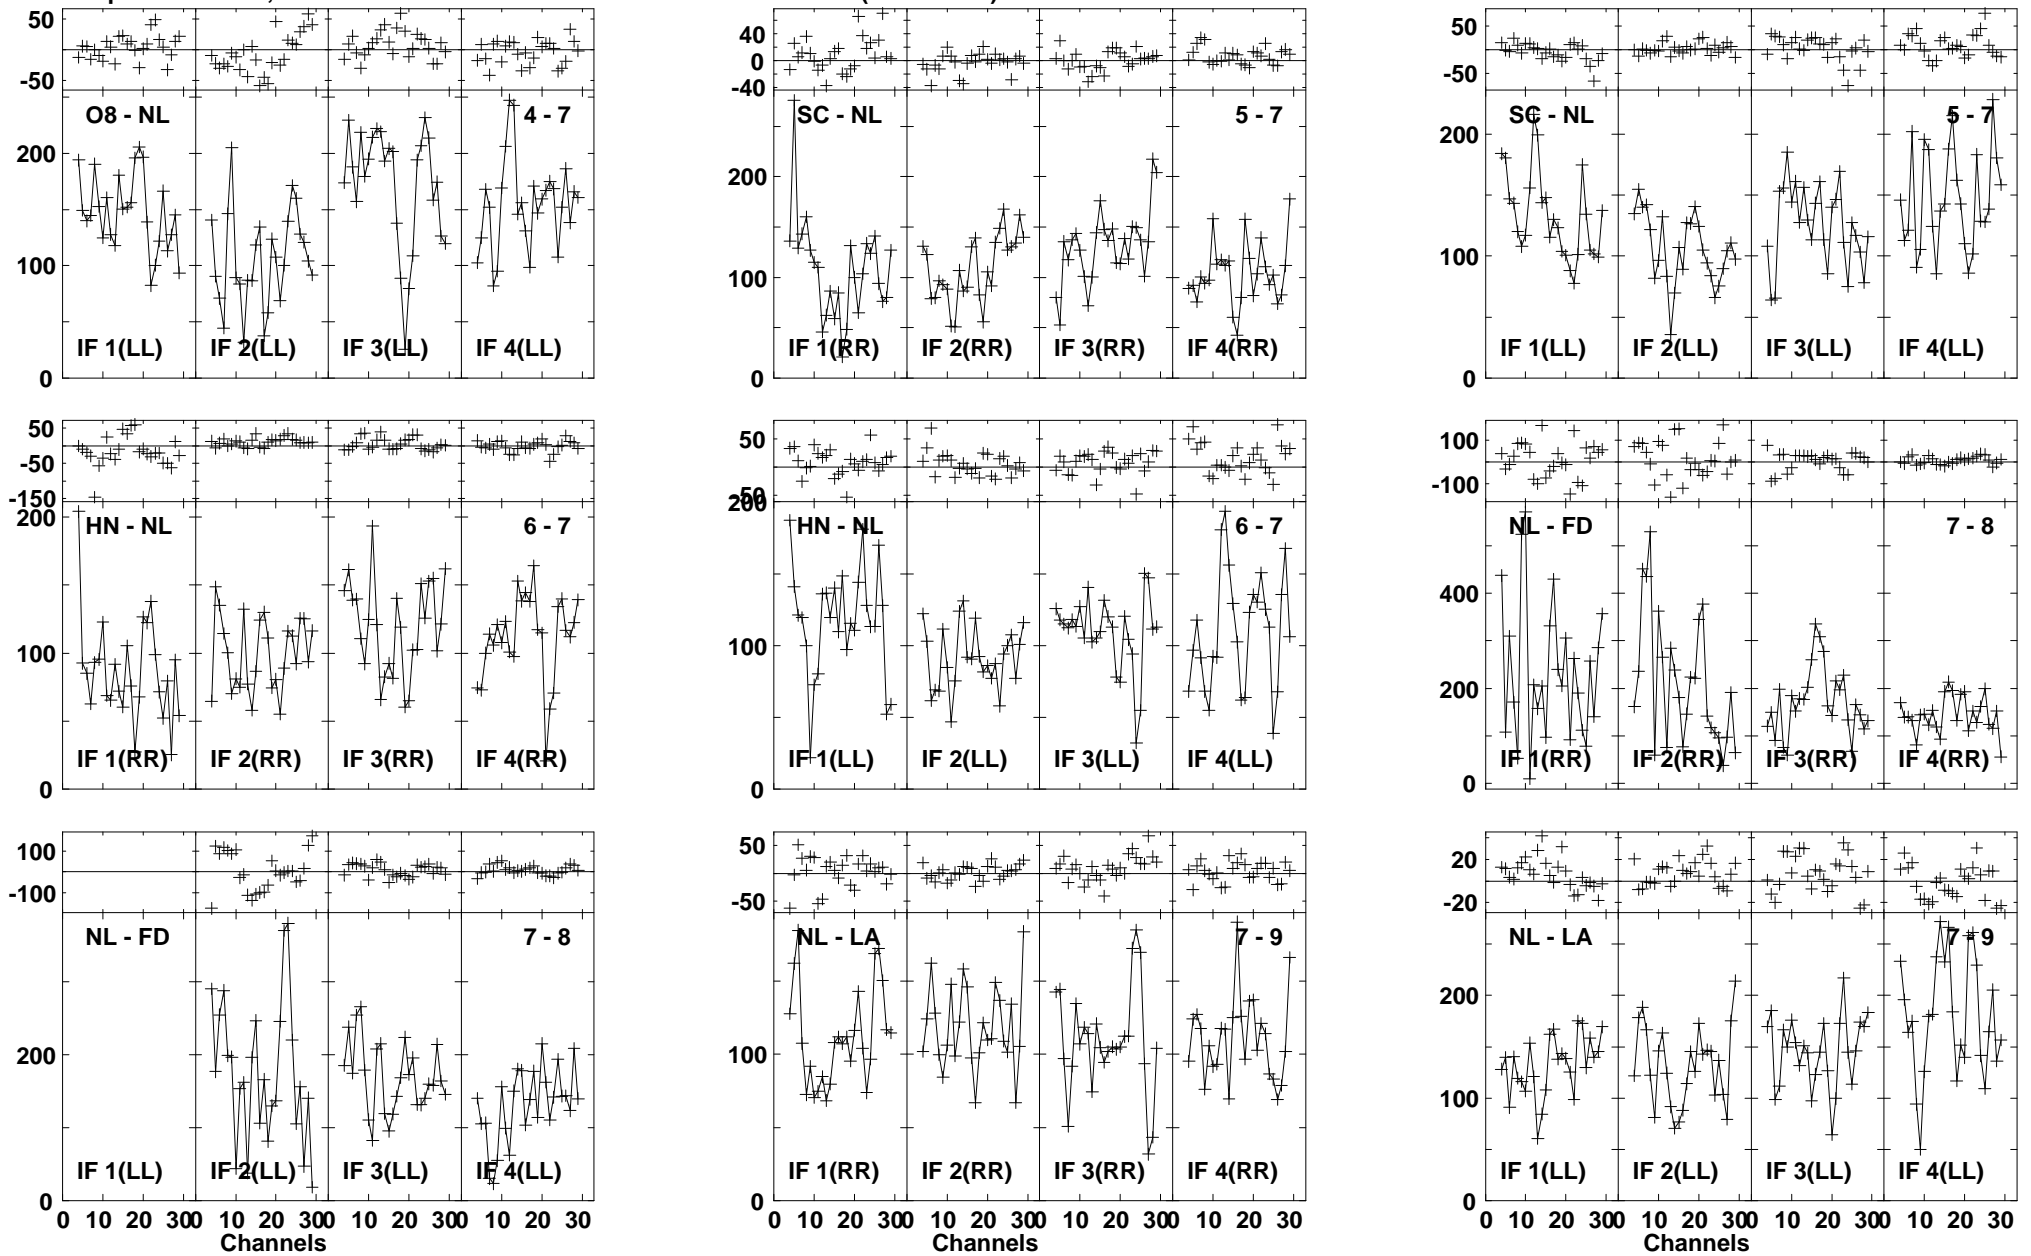 50 0 -50
O8 - NL 4 - 7
200 100 0
IF 1(LL) IF 2(LL) IF 3(LL) IF 4(LL)
40 0 -40
SC - NL 5 - 7
200 100 0
IF 1(RR) IF 2(RR) IF 3(RR) IF 4(RR)
50 0 -50
SC - NL 5 - 7
200 100 0
IF 1(LL) IF 2(LL) IF 3(LL) IF 4(LL)
50 -50 -150
HN - NL 6 - 7
200 100 0
IF 1(RR) IF 2(RR) IF 3(RR) IF 4(RR)
50 0
HN - NL 6 - 7
200 100 0
IF 1(LL) IF 2(LL) IF 3(LL) IF 4(LL)
100 -100
NL - FD 7 - 8
400 200 0
IF 1(RR) IF 2(RR) IF 3(RR) IF 4(RR)
100 -100
NL - FD 7 - 8
200 0
IF 1(LL) IF 2(LL) IF 3(LL) IF 4(LL)
0 10 20 30 0 10 20 30 0 10 20 30 0 10 20 30
Channels
50 -50
NL - LA 7 - 9
100 0
IF 1(RR) IF 2(RR) IF 3(RR) IF 4(RR)
0 10 20 30 0 10 20 30 0 10 20 30 0 10 20 30
Channels
20 -20
NL - LA 7 - 9
200 100 0
IF 1(LL) IF 2(LL) IF 3(LL) IF 4(LL)
0 10 20 30 0 10 20 30 0 10 20 30 0 10 20 30
Channels